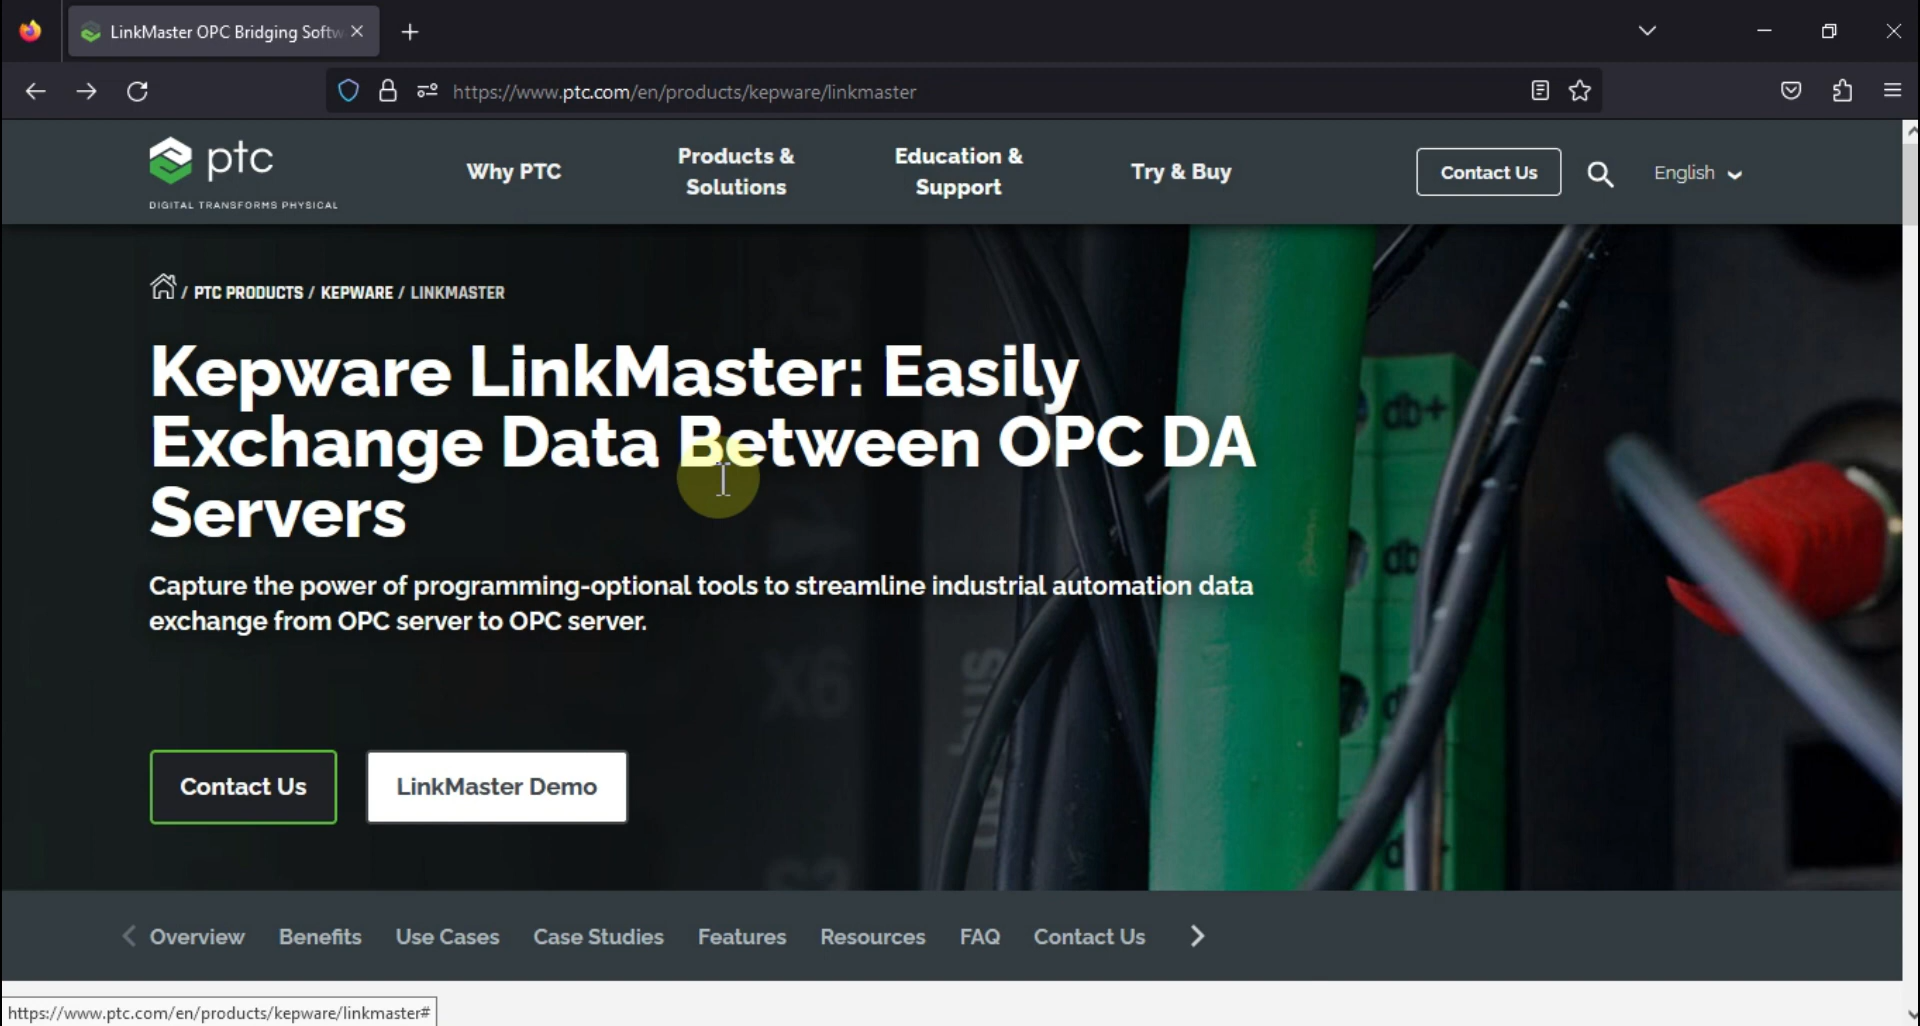 LinkMaster OPC Bridging Softw
https://www.ptc.com/en/products/kepware/linkmaster
ptc
DIGITAL TRANSFORMS PHYSICAL
Why PTC
Products &
Solutions
Education &
Support
Try & Buy
Contact Us
English
/ PTC PRODUCTS / KEPWARE / LINKMASTER
Kepware LinkMaster: Easily
Exchange Data Between OPC DA
Servers
Capture the power of programming-optional tools to streamline industrial automation data
exchange from OPC server to OPC server.
Contact Us
LinkMaster Demo
db+
db
X6
Overview
Benefits
Use Cases
Case Studies
Features
Resources
FAQ
Contact Us
https://www.ptc.com/en/products/kepware/linkmaster#